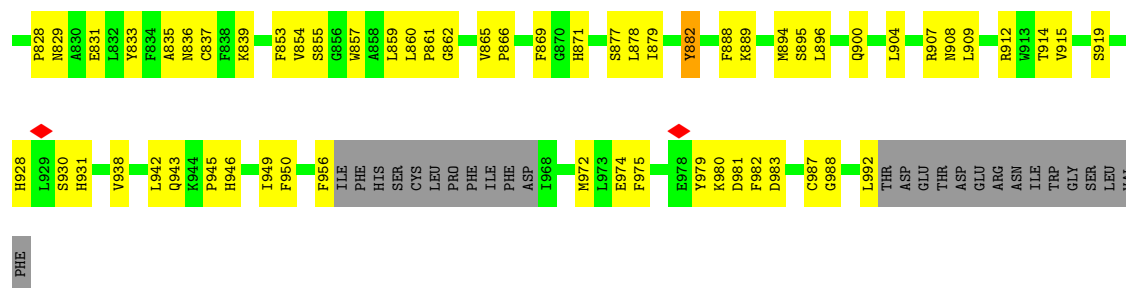 P828 N829 A830 E831 L832 Y833 F834 A835 N836 C837 F838 K839 F853 V854 S855 G856 W857 A858 L859 L860 P861 G862 V865 P866 F869 G870 H871 S877 L878 I879 Y882 F888 K889 M894 S895 L896 Q900 L904 R907 N908 L909 R912 W913 T914 V915 S919
H928 L929 S930 H931 V938 L942 Q943 K944 P945 H946 I949 F950 F956 ILE PHE HIS SER CYS LEU PRO PHE ILE PHE ASP I968 M972 L973 E974 F975 E978 Y979 K980 D981 F982 D983 C987 G988 L992 THR ASP GLU THR ASP GLU ARG ASN ILE TRP GLY SER LEU
PHE